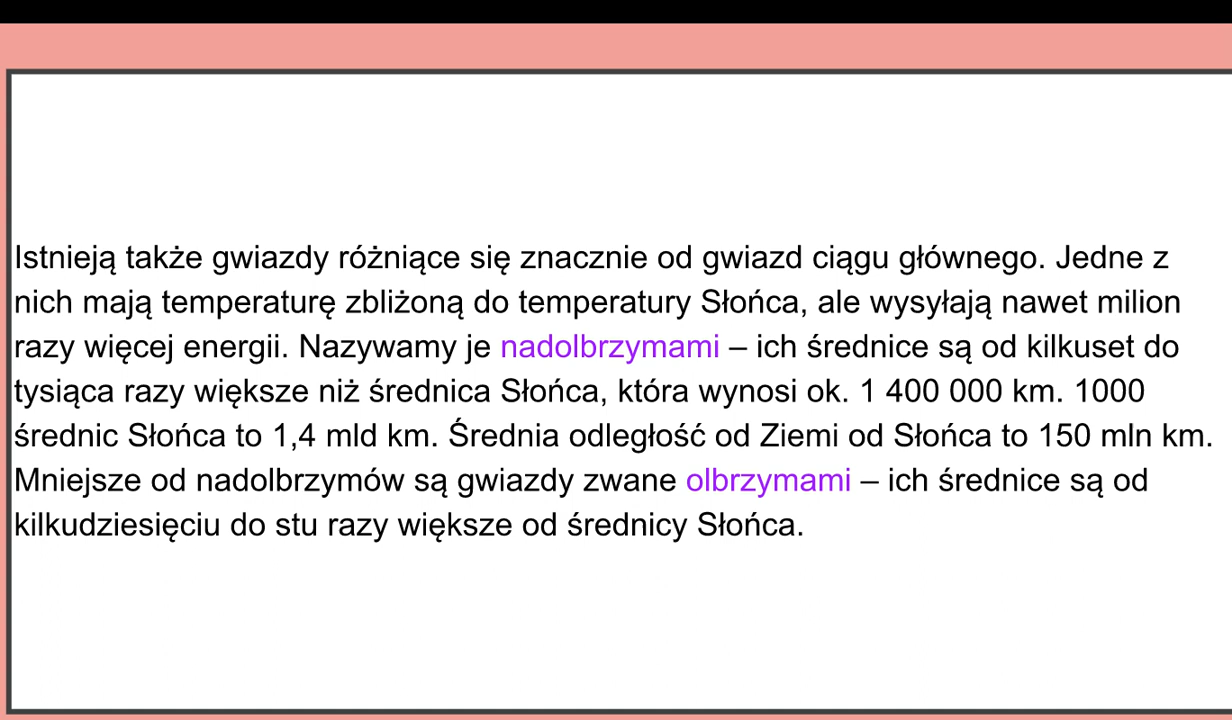 Istnieją także gwiazdy różniące się znacznie od gwiazd ciągu głównego. Jedne z
nich mają temperaturę zbliżoną do temperatury Słońca, ale wysyłają nawet milion
razy więcej energii. Nazywamy je nadolbrzymami – ich średnice są od kilkuset do
tysiąca razy większe niż średnica Słońca, która wynosi ok. 1 400 000 km. 1000
średnic Słońca to 1,4 mld km. Średnia odległość od Ziemi od Słońca to 150 mln km.
Mniejsze od nadolbrzymów są gwiazdy zwane olbrzymami – ich średnice są od
kilkudziesięciu do stu razy większe od średnicy Słońca.